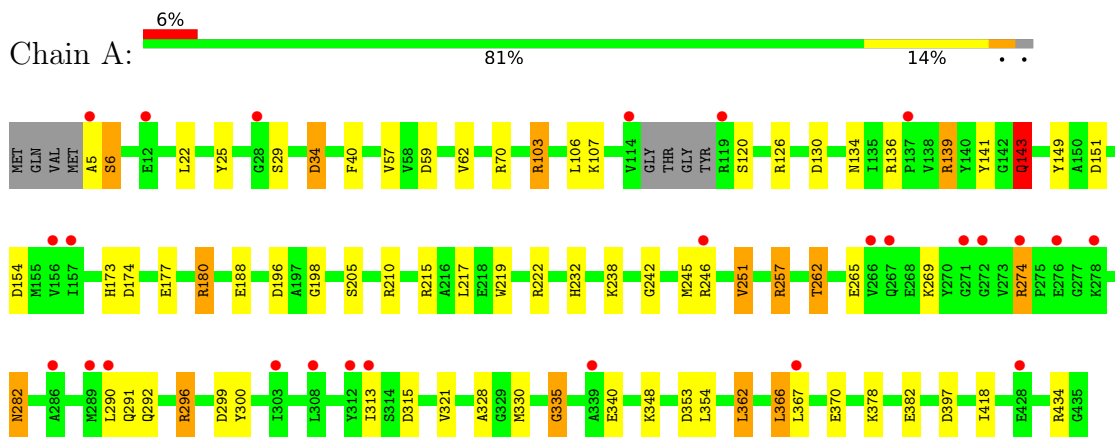 6%
Chain A:
81% 14% • •
MET GLN VAL MET A5 S6 E12 L22 Y25 G28 S29 D34 F40 V57 V58 D59 V62 R70 R103 L106 K107 V114 GLY THR GLY TYR R119 S120 R126 D130 N134 I135 R136 P137 V138 R139 Y140 Y141 G142 Q143 Y149 A150 D151
D154 M155 V156 I157 H173 D174 E177 R180 E188 D196 A197 G198 S205 R210 R215 A216 L217 E218 W219 R222 H232 K238 G242 M245 R246 V251 R257 T262 E265 V266 Q267 E268 K269 Y270 G271 G272 V273 R274 P275 E276 G277 K278
N282 A286 M289 L290 Q291 Q292 R296 D299 Y300 I303 L308 Y312 I313 S314 D315 V321 A328 G329 M330 G335 A339 E340 K348 D353 L354 L362 L366 L367 E370 K378 E382 D397 I418 E428 R434 G435